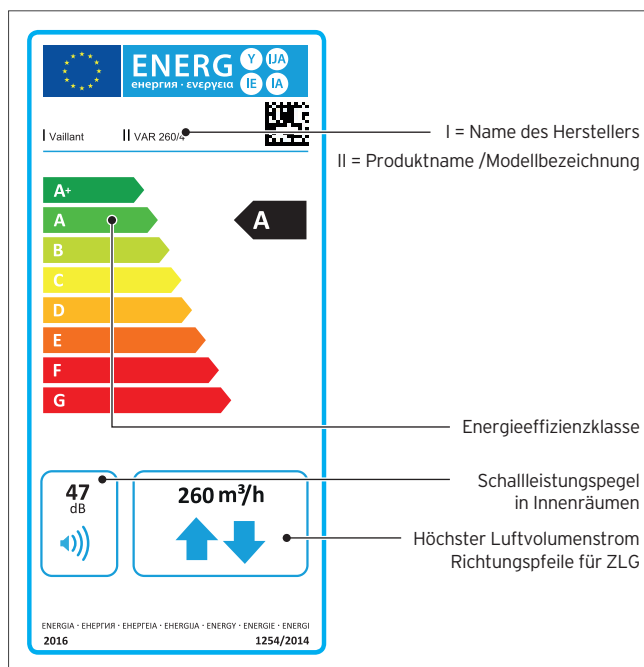 ENERG Y IJA
IE IA
енергия · ενεργεια
I Vaillant II VAR 260/4
I = Name des Herstellers
II = Produktname /Modellbezeichnung
A+
A
A
B
C
D
E
F
G
Energieeffizienzklasse
47
dB
260 m³/h
Schallleistungspegel
in Innenräumen
Höchster Luftvolumenstrom
Richtungspfeile für ZLG
ENERGIA · ЕНЕРГИЯ · ΕΝΕΡΓΕΙΑ · ENERGIJA · ENERGY · ENERGIE · ENERGI
2016 1254/2014